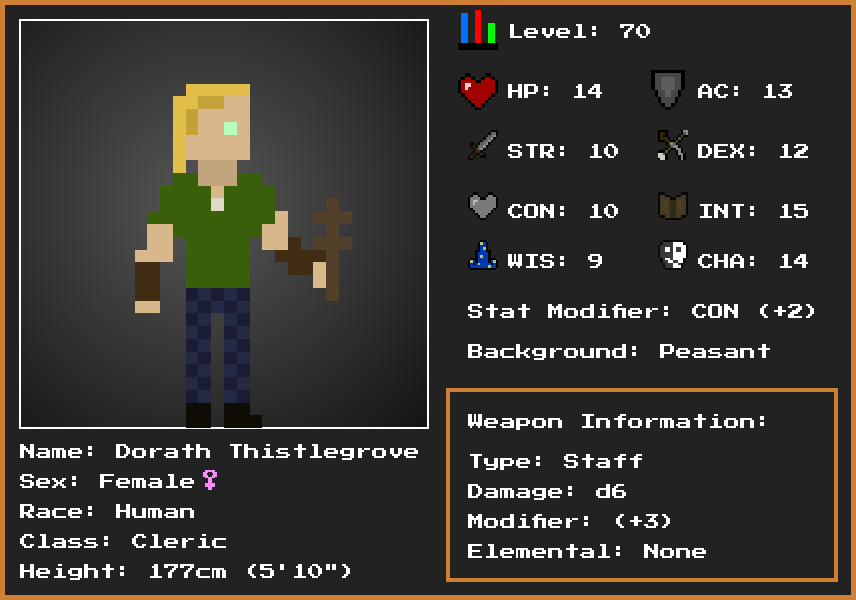 Level: 70
HP: 14 AC: 13
STR: 10 DEX: 12
CON: 10 INT: 15
WIS: 9 CHA: 14
Stat Modifier: CON (+2)
Background: Peasant
Weapon Information:
Type: Staff
Damage: d6
Modifier: (+3)
Elemental: None
Name: Dorath Thistlegrove
Sex: Female♀
Race: Human
Class: Cleric
Height: 177cm (5'10")